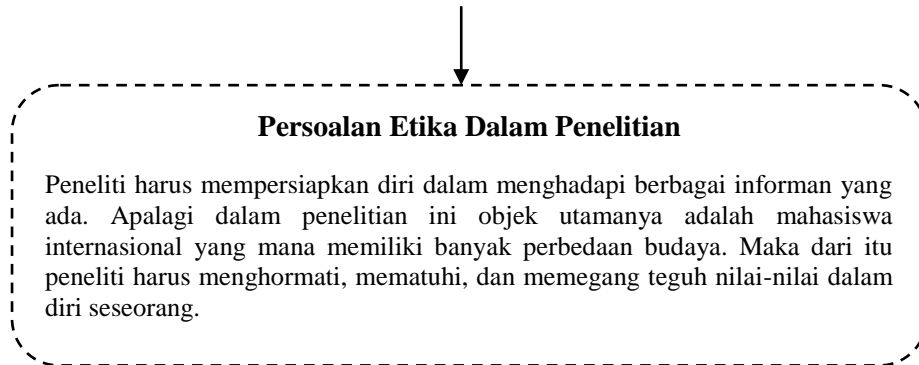 Persoalan Etika Dalam Penelitian
Peneliti harus mempersiapkan diri dalam menghadapi berbagai informan yang
ada. Apalagi dalam penelitian ini objek utamanya adalah mahasiswa
internasional yang mana memiliki banyak perbedaan budaya. Maka dari itu
peneliti harus menghormati, mematuhi, dan memegang teguh nilai-nilai dalam
diri seseorang.